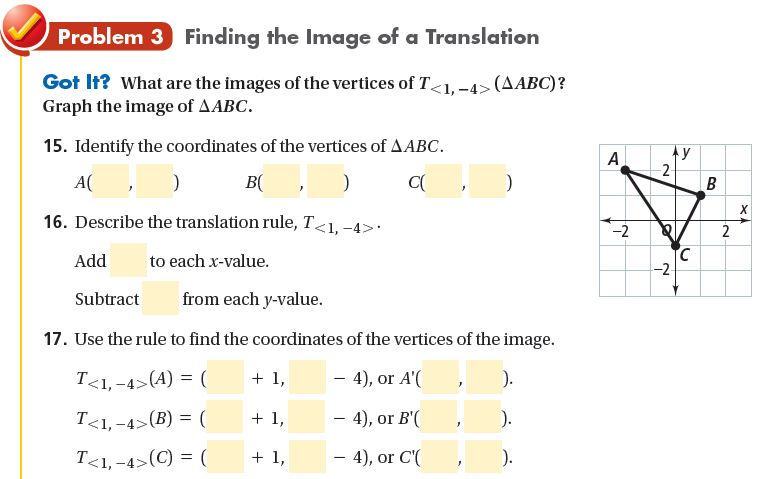 Problem 3 Finding the Image of a Translation
Got It? What are the images of the vertices of T<1, −4> (△ABC)?
Graph the image of △ABC.
15. Identify the coordinates of the vertices of △ABC.
A( , ) B( , ) C( , )
16. Describe the translation rule, T<1, −4>.
Add to each x-value.
Subtract from each y-value.
17. Use the rule to find the coordinates of the vertices of the image.
T<1, −4>(A) = ( + 1, − 4), or A'( , ).
T<1, −4>(B) = ( + 1, − 4), or B'( , ).
T<1, −4>(C) = ( + 1, − 4), or C'( , ).
A y
2
B
x
−2 O 2
C
−2